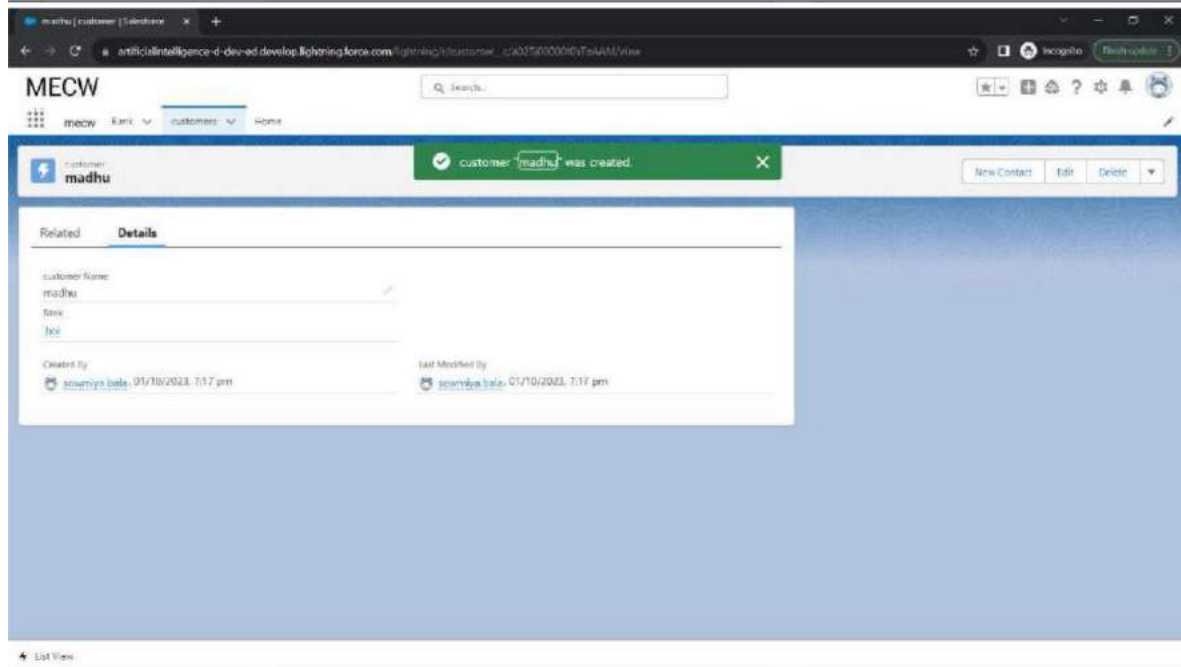 madhu | customer | Salesforce
artificialintelligence-d-dev-ed.develop.lightning.force.com
Incognito
MECW
Search...
mecw Bank customers Home
customer "madhu" was created.
customer
madhu
New Contact Edit Delete
Related Details
customer Name
madhu
Bank
boi
Created By
Last Modified By
sowmiya bala, 01/10/2023, 7:17 pm
sowmiya bala, 01/10/2023, 7:17 pm
List View